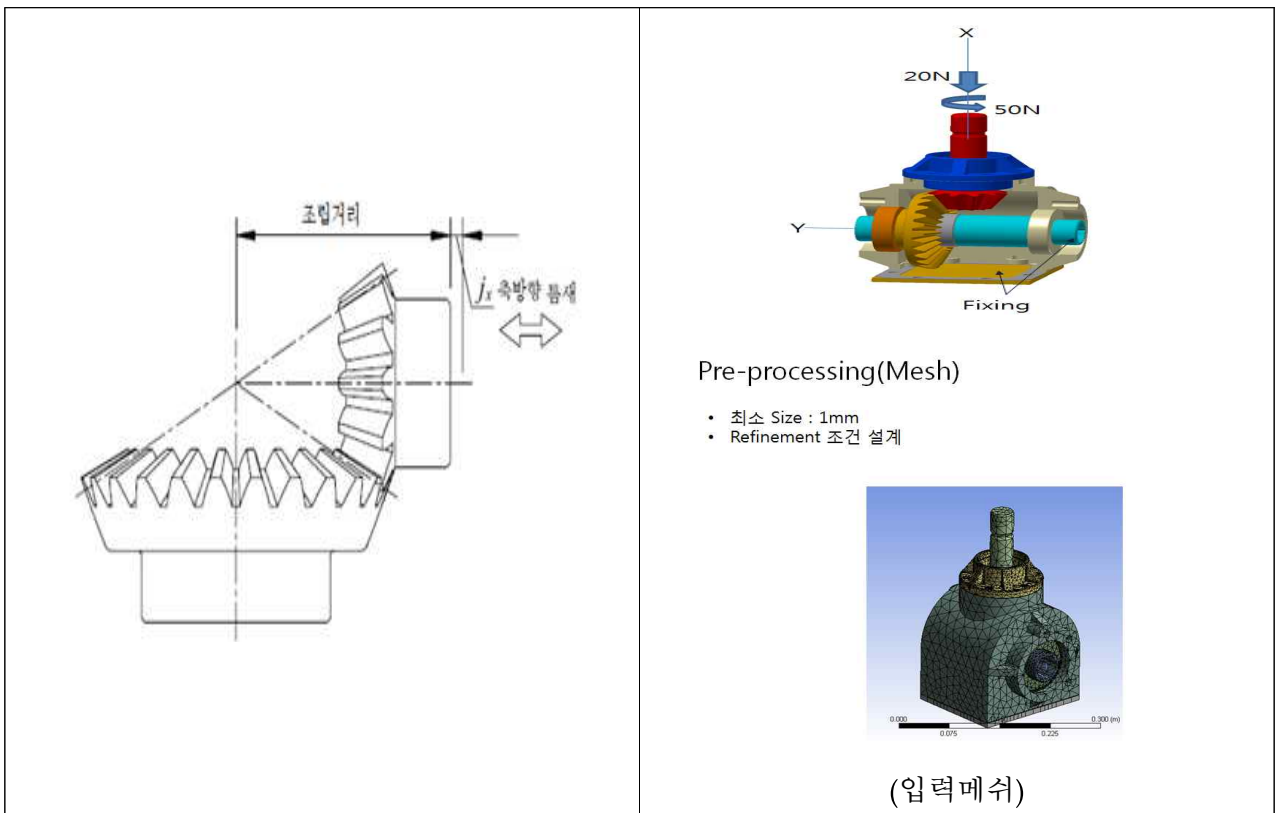 조립거리
jx 축방향 틈새
X
20N
50N
Y
Fixing
Pre-processing(Mesh)
• 최소 Size : 1mm
• Refinement 조건 설계
0.000
0.300 (m)
0.075
0.225
(입력메쉬)